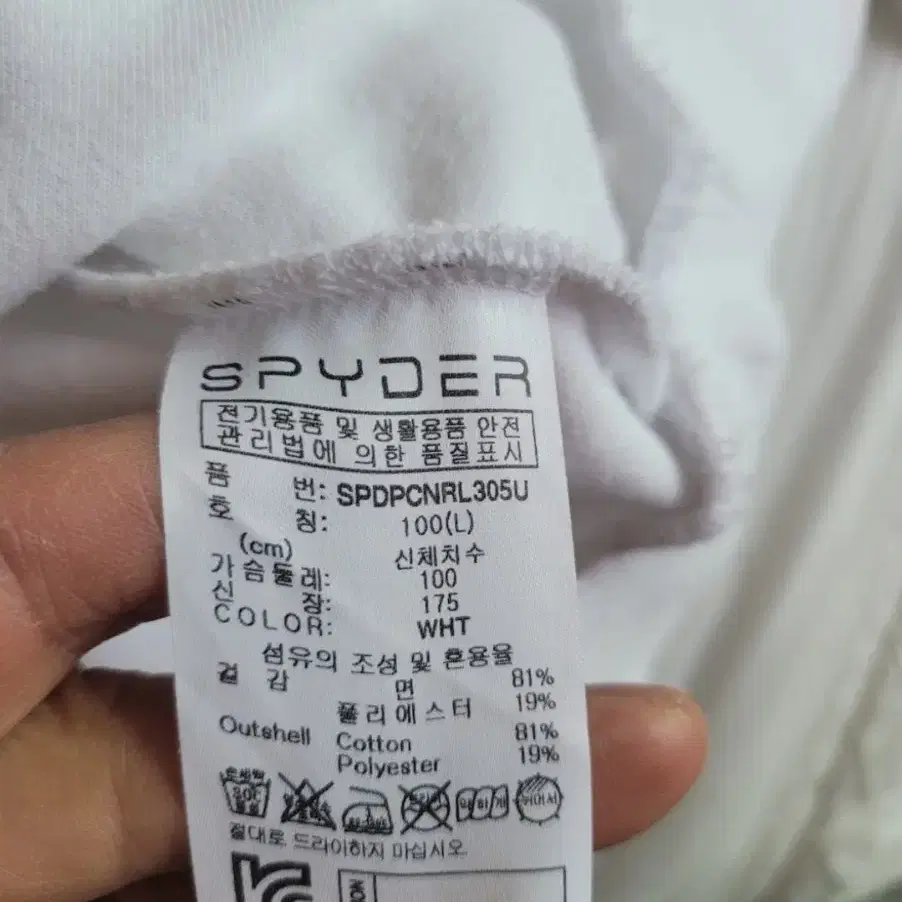 SPYDER
전기용품 및 생활용품 안전
관리법에 의한 품질표시
품 번: SPDPCNRL305U
호 칭: 100(L)
(cm) 신체치수
가슴둘레: 100
신 장: 175
COLOR: WHT
섬유의 조성 및 혼용율
겉 감 면 81%
폴리에스터 19%
Outshell Cotton 81%
Polyester 19%
약하게
절대로 드라이하지 마십시오